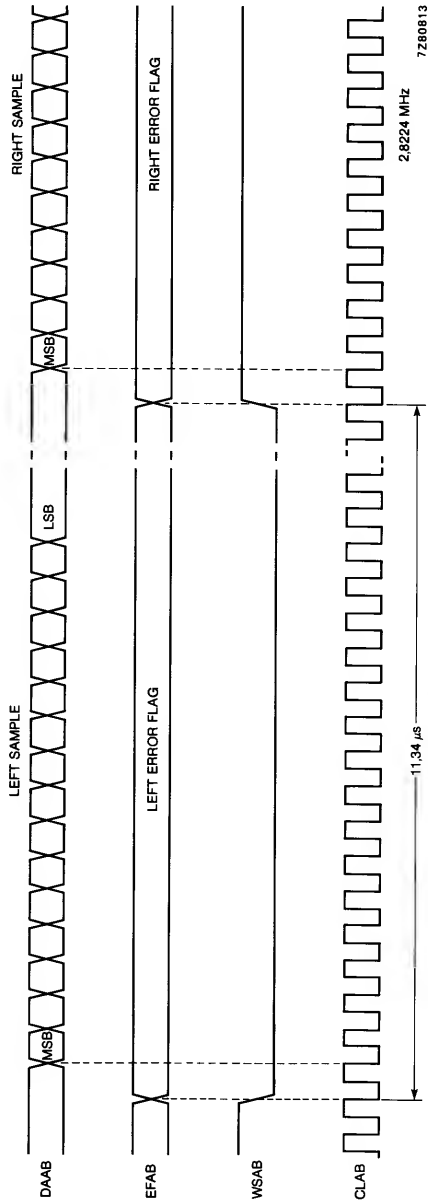 LEFT SAMPLE
RIGHT SAMPLE
DAAB
MSB
LSB
MSB
EFAB
LEFT ERROR FLAG
RIGHT ERROR FLAG
WSAB
CLAB
2,8224 MHz
11,34 µs
7Z80813